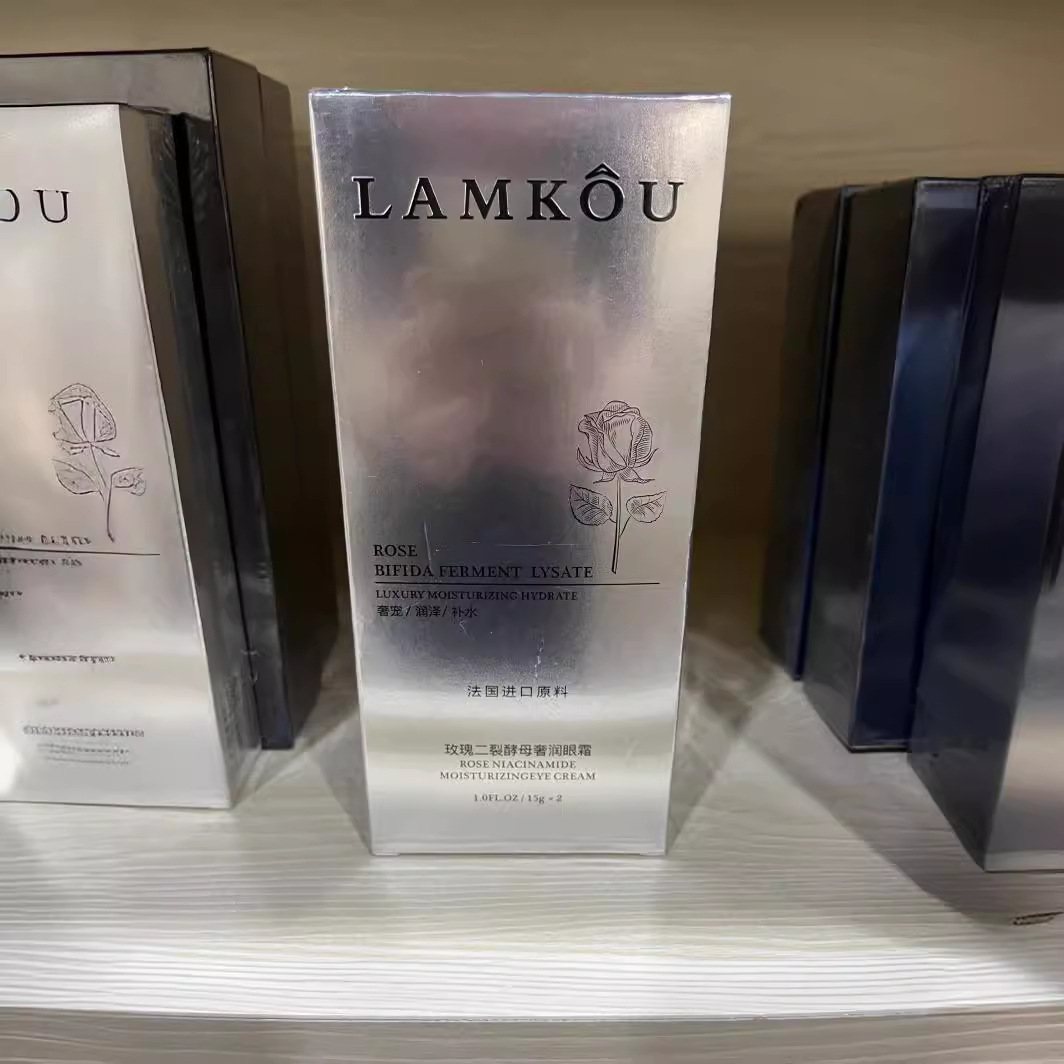 LAMKÔU
ROSE
BIFIDA FERMENT LYSATE
LUXURY MOISTURIZING HYDRATE
奢宠/润泽/补水
法国进口原料
玫瑰二裂酵母奢润眼霜
ROSE NIACINAMIDE
MOISTURIZINGEYE CREAM
1.0FL.OZ/15g*2